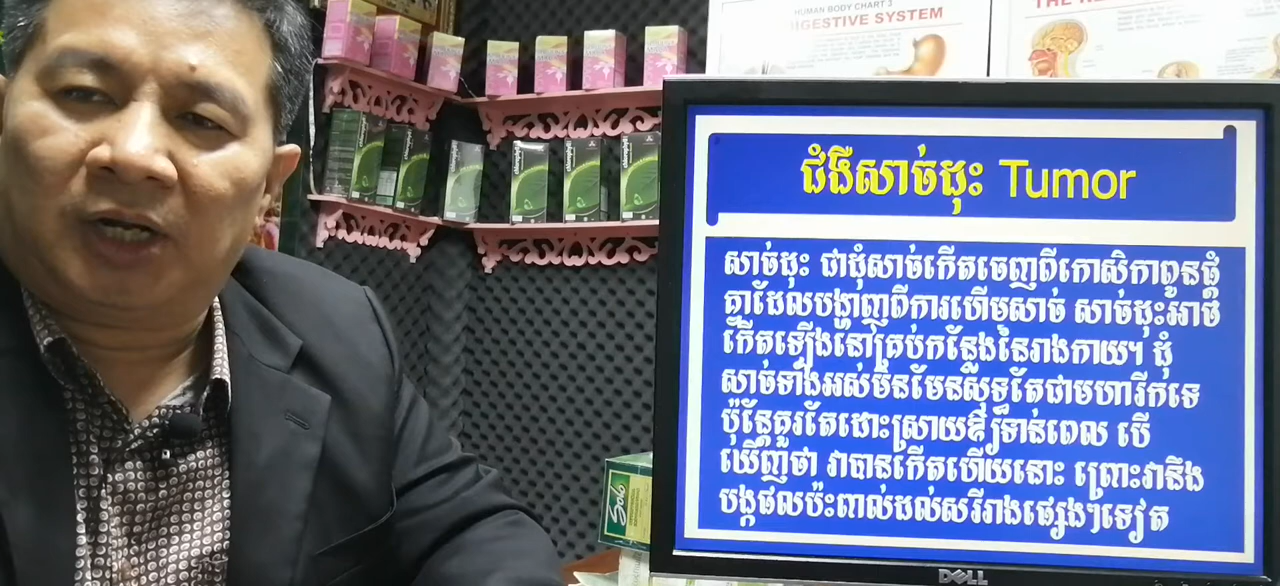 HUMAN BODY CHART 3
DIGESTIVE SYSTEM
ជំងឺសាច់ដុះ Tumor
សាច់ដុះ ជាដុំសាច់កើតចេញពីកោសិកាពូនផ្តុំ
គ្នាដែលបង្ហាញពីការហើមសាច់ សាច់ដុះអាច
កើតឡើងនៅគ្រប់កន្លែងនៃរាងកាយ។ ដុំ
សាច់ទាំងអស់មិនមែនសុទ្ធតែជាមហារីកទេ
ប៉ុន្តែគួរតែដោះស្រាយឱ្យទាន់ពេល បើ
ឃើញថា វាបានកើតហើយនោះ ព្រោះវានឹង
បង្កផលប៉ះពាល់ដល់សរីរាង្គផ្សេងៗទៀត
chlorophyll
Solo
DELL